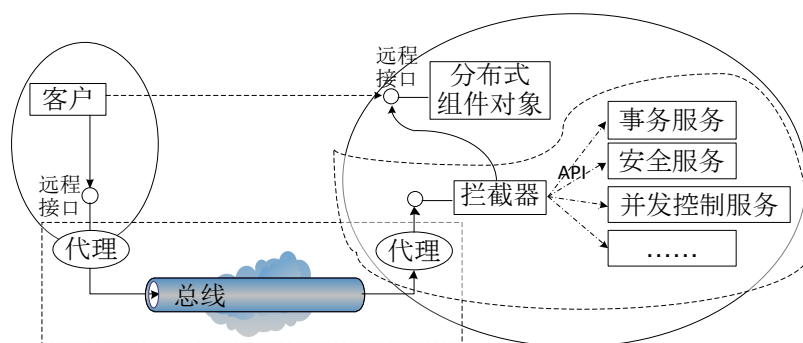 客户
远程
接口
代理
总线
远程
接口
分布式
组件对象
拦截器
代理
API
事务服务
安全服务
并发控制服务
……